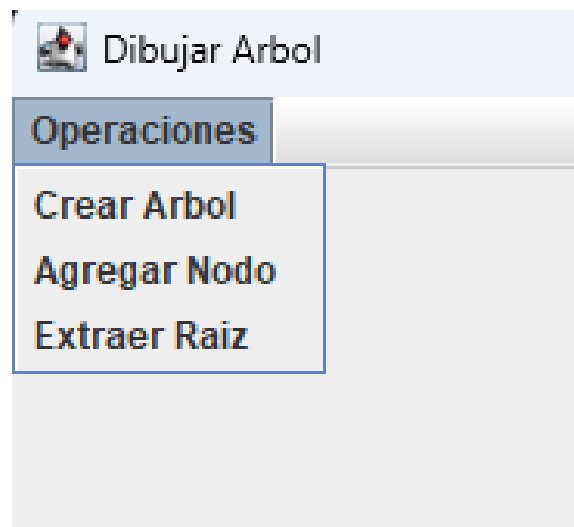 Dibujar Arbol
Operaciones
Crear Arbol
Agregar Nodo
Extraer Raiz